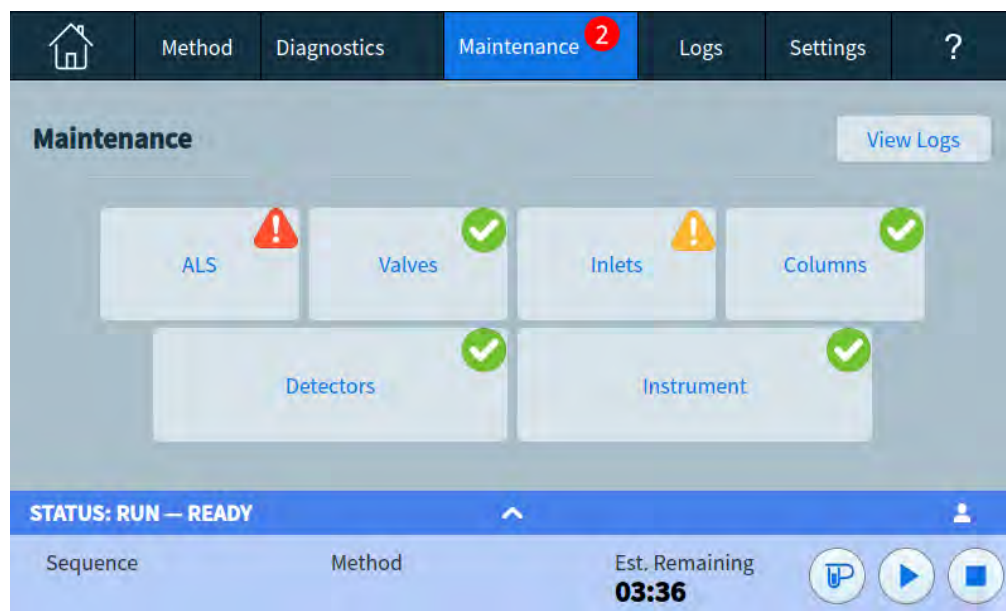 Method Diagnostics Maintenance 2 Logs Settings ?
Maintenance View Logs
ALS Valves Inlets Columns
Detectors Instrument
STATUS: RUN — READY
Sequence Method Est. Remaining
03:36